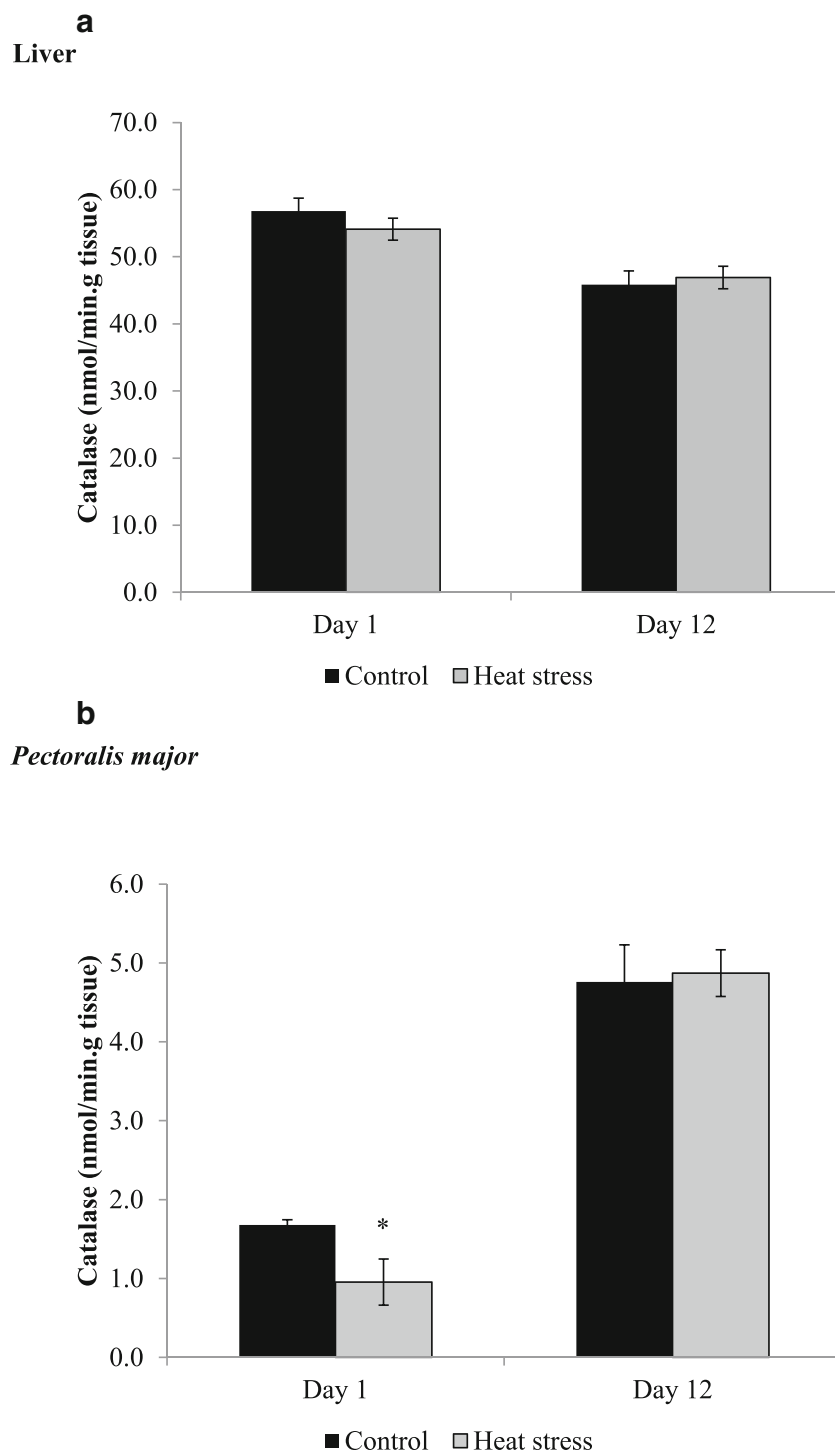 a
Liver
Catalase (nmol/min.g tissue)
70.0
60.0
50.0
40.0
30.0
20.0
10.0
0.0
Day 1
Day 12
Control
Heat stress
b
Pectoralis major
Catalase (nmol/min.g tissue)
6.0
5.0
4.0
3.0
2.0
1.0
0.0
*
Day 1
Day 12
Control
Heat stress